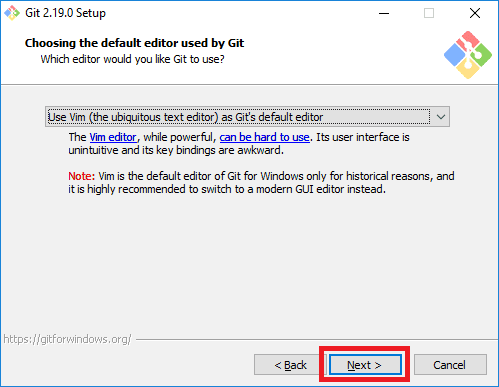 Git 2.19.0 Setup
Choosing the default editor used by Git
Which editor would you like Git to use?
Use Vim (the ubiquitous text editor) as Git's default editor
The Vim editor, while powerful, can be hard to use. Its user interface is
unintuitive and its key bindings are awkward.
Note: Vim is the default editor of Git for Windows only for historical reasons, and
it is highly recommended to switch to a modern GUI editor instead.
https://gitforwindows.org/
< Back Next > Cancel